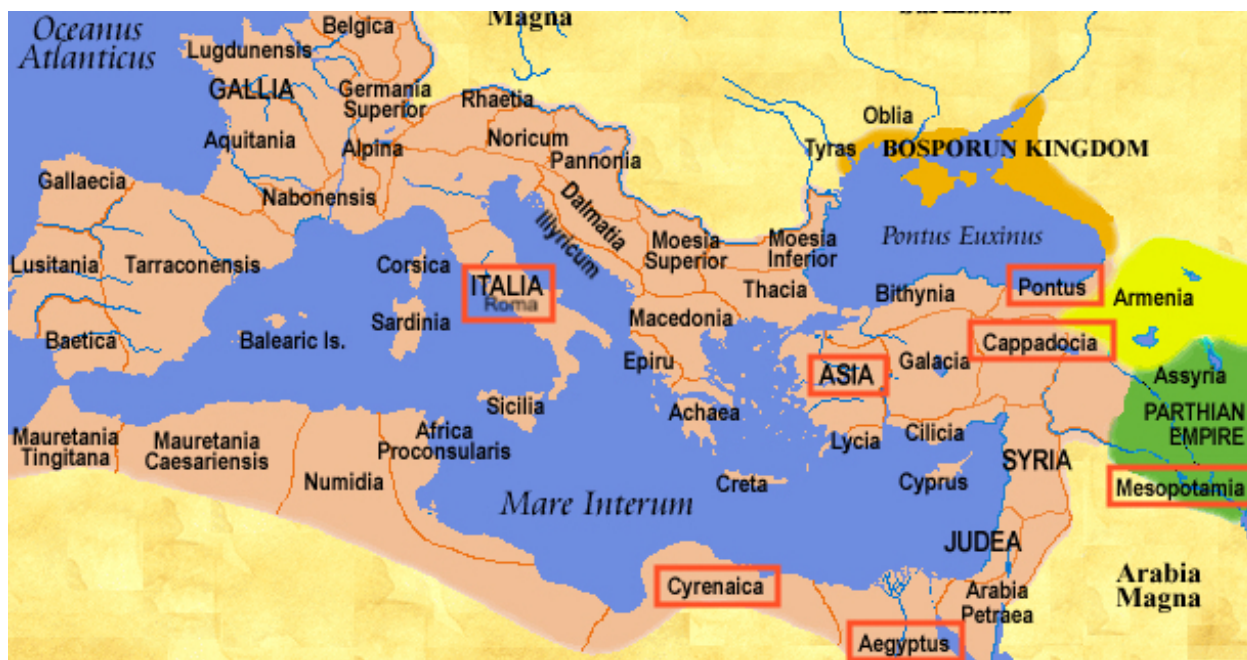 Magna
Oceanus
Atlanticus
Belgica
Lugdunensis
GALLIA
Germania
Superior
Rhaetia
Oblia
Aquitania
Alpina
Noricum
Pannonia
Tyras
BOSPORUN KINGDOM
Gallaecia
Nabonensis
Dalmatia
Illyricum
Moesia
Superior
Moesia
Inferior
Pontus Euxinus
Lusitania
Tarraconensis
Corsica
ITALIA
Roma
Thacia
Bithynia
Pontus
Armenia
Baetica
Balearic Is.
Sardinia
Macedonia
Epiru
Galacia
Cappadocia
ASIA
Assyria
Sicilia
Achaea
PARTHIAN
EMPIRE
Mauretania
Tingitana
Mauretania
Caesariensis
Africa
Proconsularis
Lycia
Cilicia
SYRIA
Numidia
Mare Interum
Creta
Cyprus
Mesopotamia
JUDEA
Cyrenaica
Arabia
Petraea
Arabia
Magna
Aegyptus